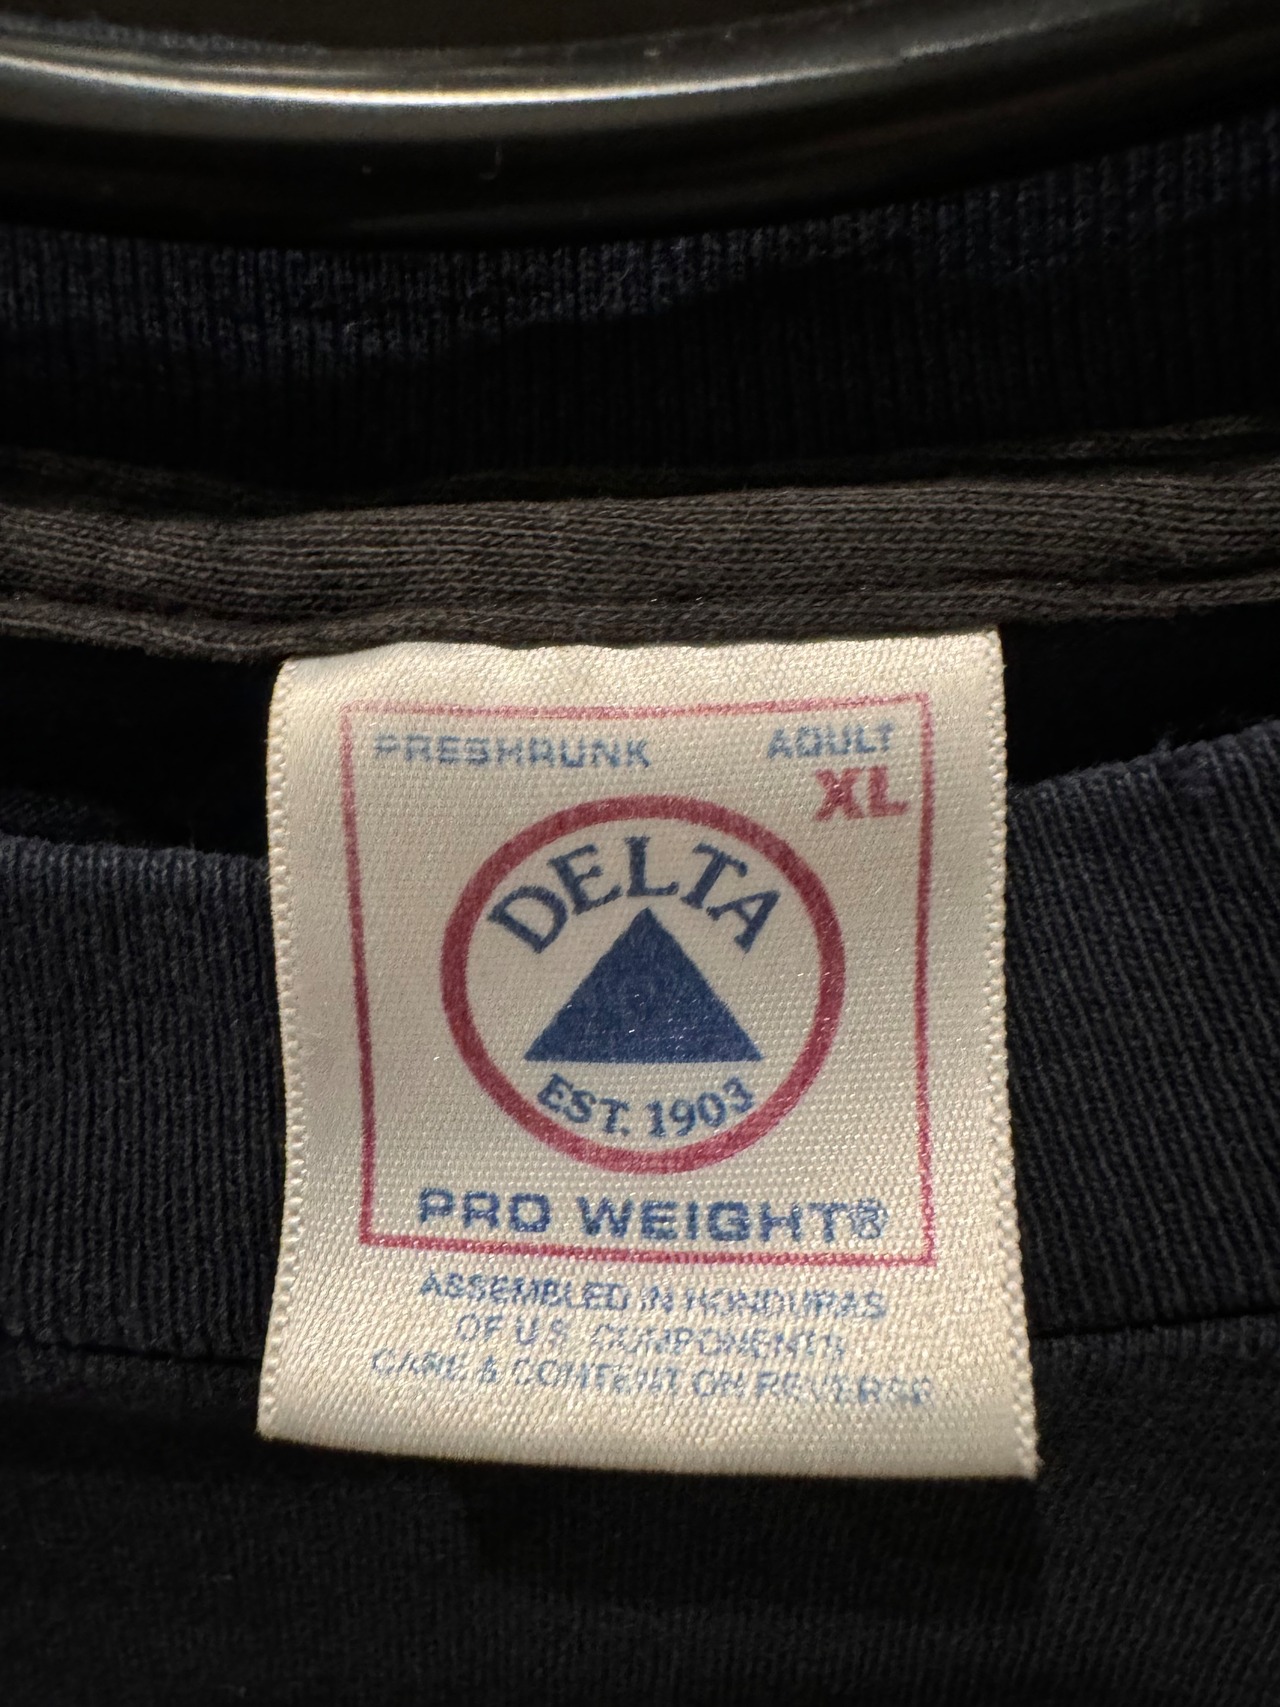 PRESHRUNK ADULT
XL
DELTA
EST. 1903
PRO WEIGHT®
ASSEMBLED IN HONDURAS
OF U.S. COMPONENTS
CARE & CONTENT ON REVERSE